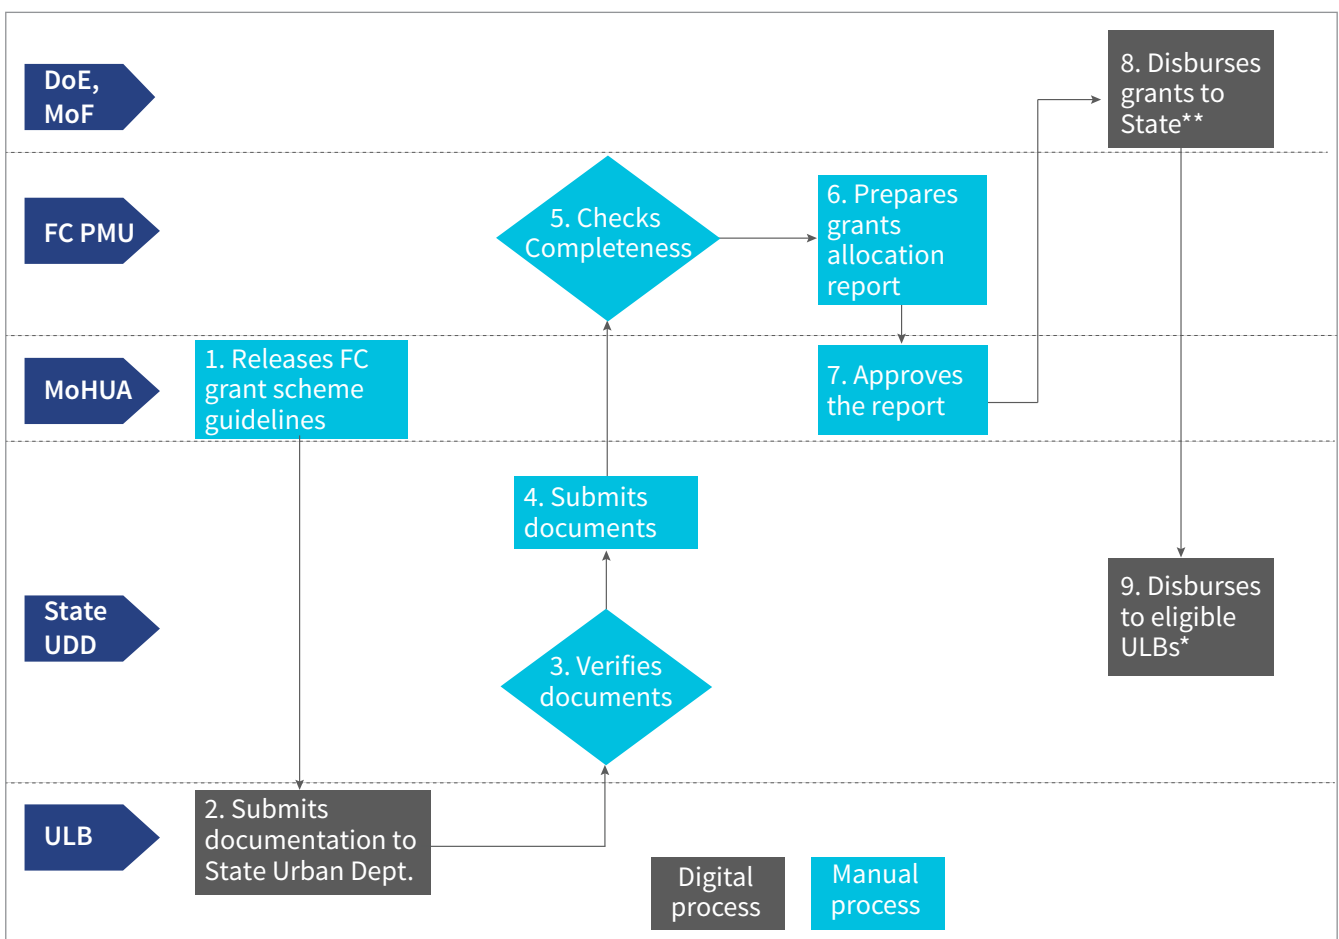 DoE,
MoF
8. Disburses
grants to
State**
FC PMU
5. Checks
Completeness
6. Prepares
grants
allocation
report
MoHUA
1. Releases FC
grant scheme
guidelines
7. Approves
the report
State
UDD
4. Submits
documents
3. Verifies
documents
9. Disburses
to eligible
ULBs*
ULB
2. Submits
documentation to
State Urban Dept.
Digital
process
Manual
process